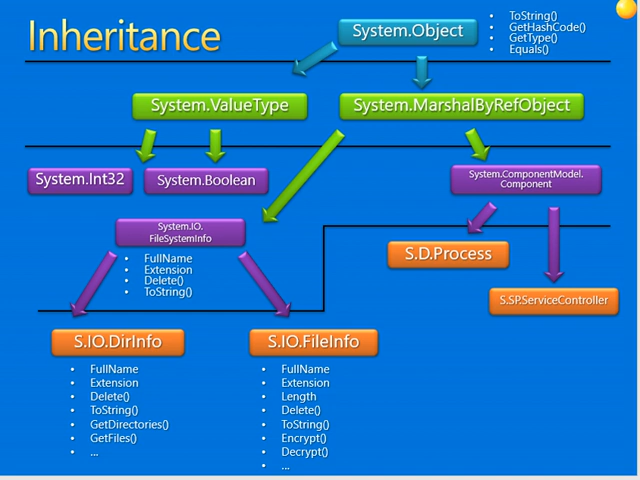 Inheritance
System.Object
• ToString()
• GetHashCode()
• GetType()
• Equals()
System.ValueType
System.MarshalByRefObject
System.Int32
System.Boolean
System.ComponentModel.
Component
System.IO.
FileSystemInfo
• FullName
• Extension
• Delete()
• ToString()
S.D.Process
S.SP.ServiceController
S.IO.DirInfo
• FullName
• Extension
• Delete()
• ToString()
• GetDirectories()
• GetFiles()
• ...
S.IO.FileInfo
• FullName
• Extension
• Length
• Delete()
• ToString()
• Encrypt()
• Decrypt()
• ...